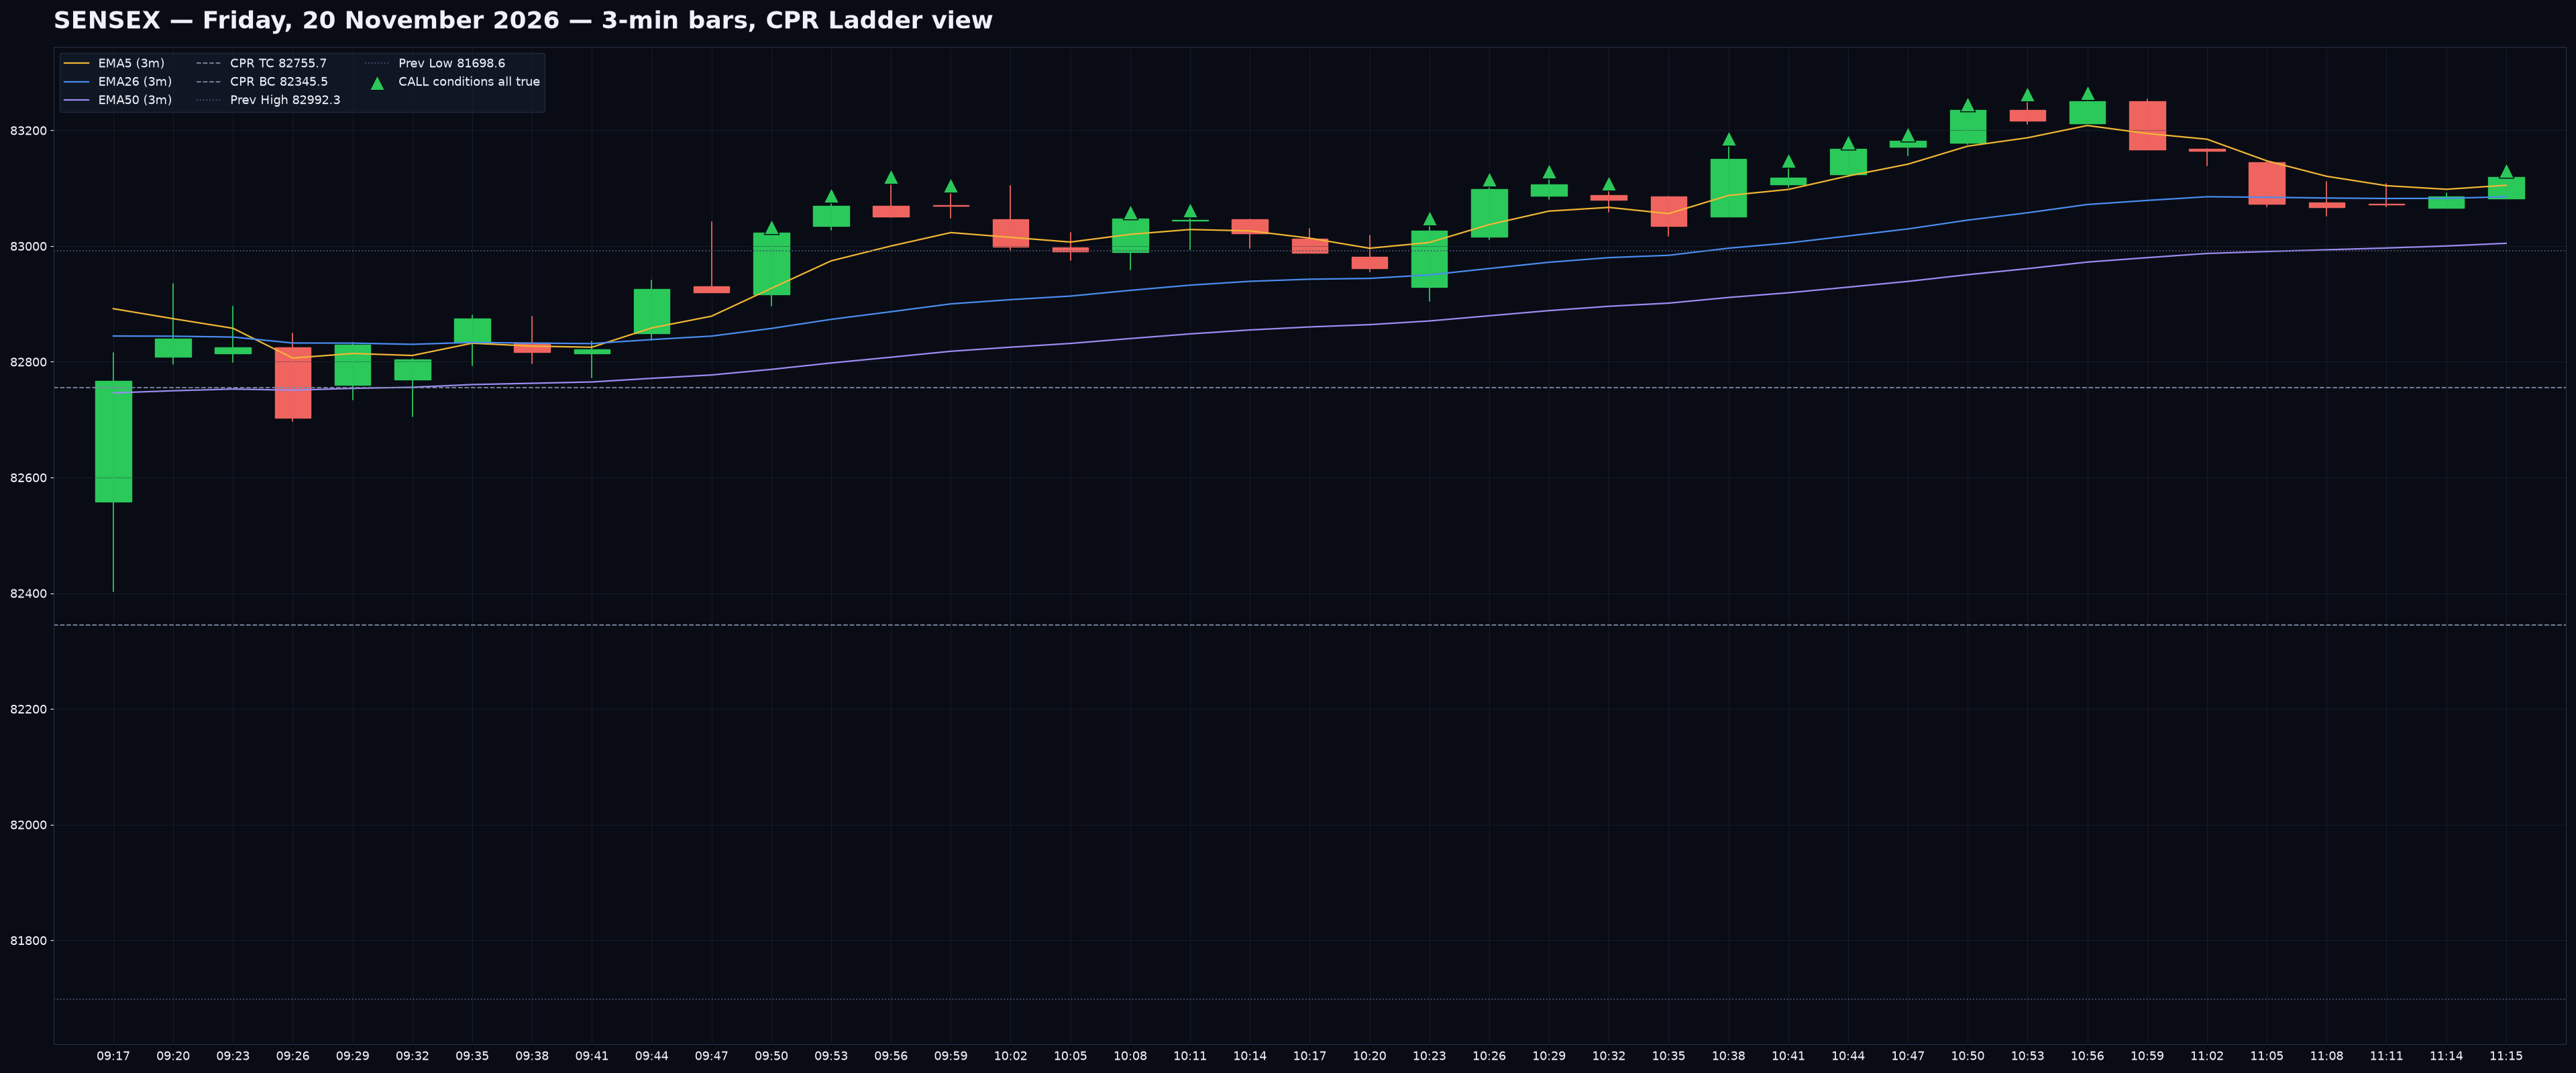 SENSEX — Friday, 20 November 2026 — 3-min bars, CPR Ladder view
EMA5 (3m)
EMA26 (3m)
EMA50 (3m)
CPR TC 82755.7
CPR BC 82345.5
Prev High 82992.3
Prev Low 81698.6
CALL conditions all true
83200
83000
82800
82600
82400
82200
82000
81800
09:17 09:20 09:23 09:26 09:29 09:32 09:35 09:38 09:41 09:44 09:47 09:50 09:53 09:56 09:59 10:02 10:05 10:08 10:11 10:14 10:17 10:20 10:23 10:26 10:29 10:32 10:35 10:38 10:41 10:44 10:47 10:50 10:53 10:56 10:59 11:02 11:05 11:08 11:11 11:14 11:15